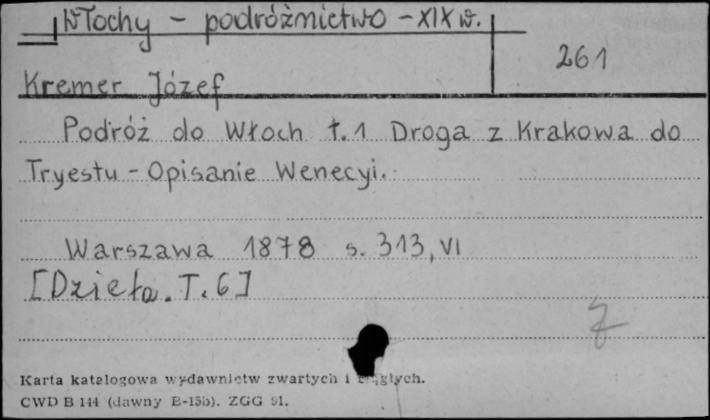 Włochy - podróżnictwo - XIX w.
261
Kremer Józef
Podróż do Włoch t.1 Droga z Krakowa do
Tryestu - Opisanie Wenecyi.
Warszawa 1878 s. 313, VI
[Dzieła. T. 6]
Z
Karta katalogowa wydawnictw zwartych i ciągłych.
CWD B 144 (dawny B-15b). ZGG 91.